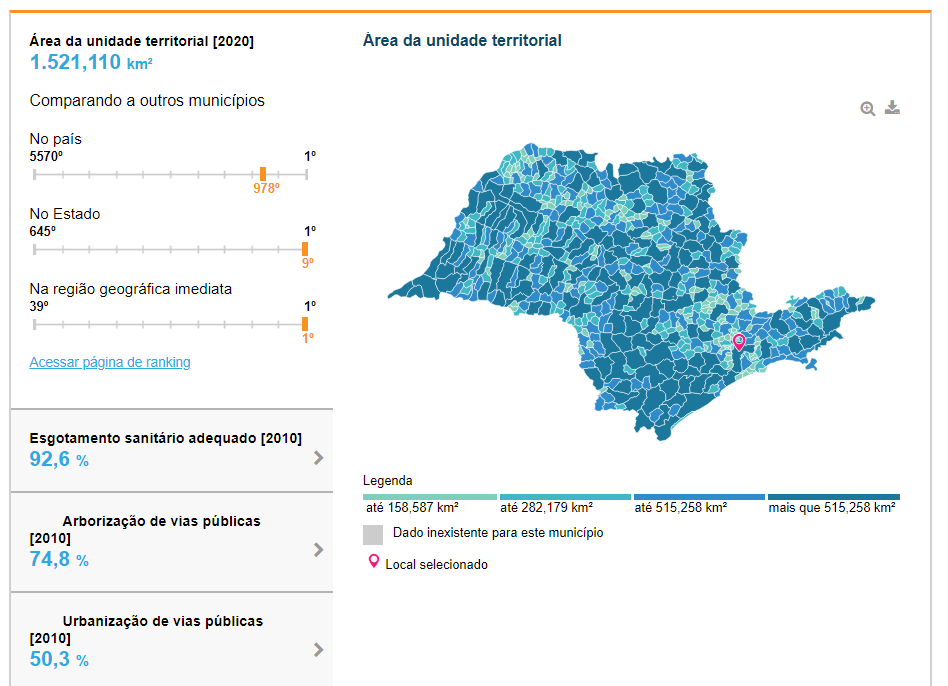 Área da unidade territorial [2020]
1.521,110 km²
Comparando a outros municípios
No país
5570º
1º
978º
No Estado
645º
1º
9º
Na região geográfica imediata
39º
1º
1º
Acessar página de ranking
Esgotamento sanitário adequado [2010]
92,6 %
Arborização de vias públicas
[2010]
74,8 %
Urbanização de vias públicas
[2010]
50,3 %
Área da unidade territorial
Legenda
até 158,587 km²
até 282,179 km²
até 515,258 km²
mais que 515,258 km²
Dado inexistente para este município
Local selecionado